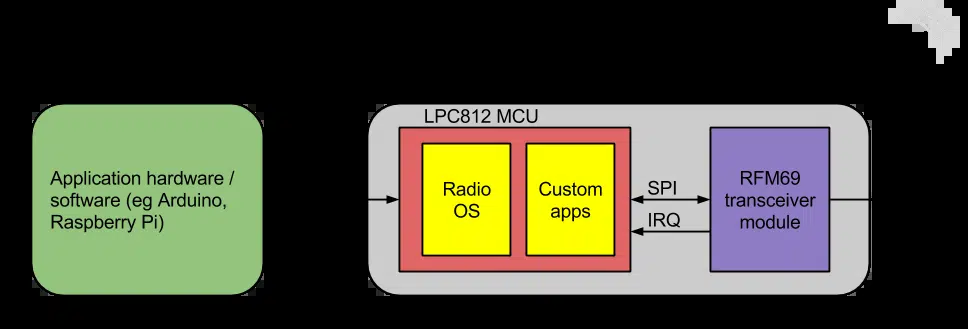 LPC812 MCU
Application hardware /
software (eg Arduino,
Raspberry Pi)
Radio
OS
Custom
apps
SPI
IRQ
RFM69
transceiver
module